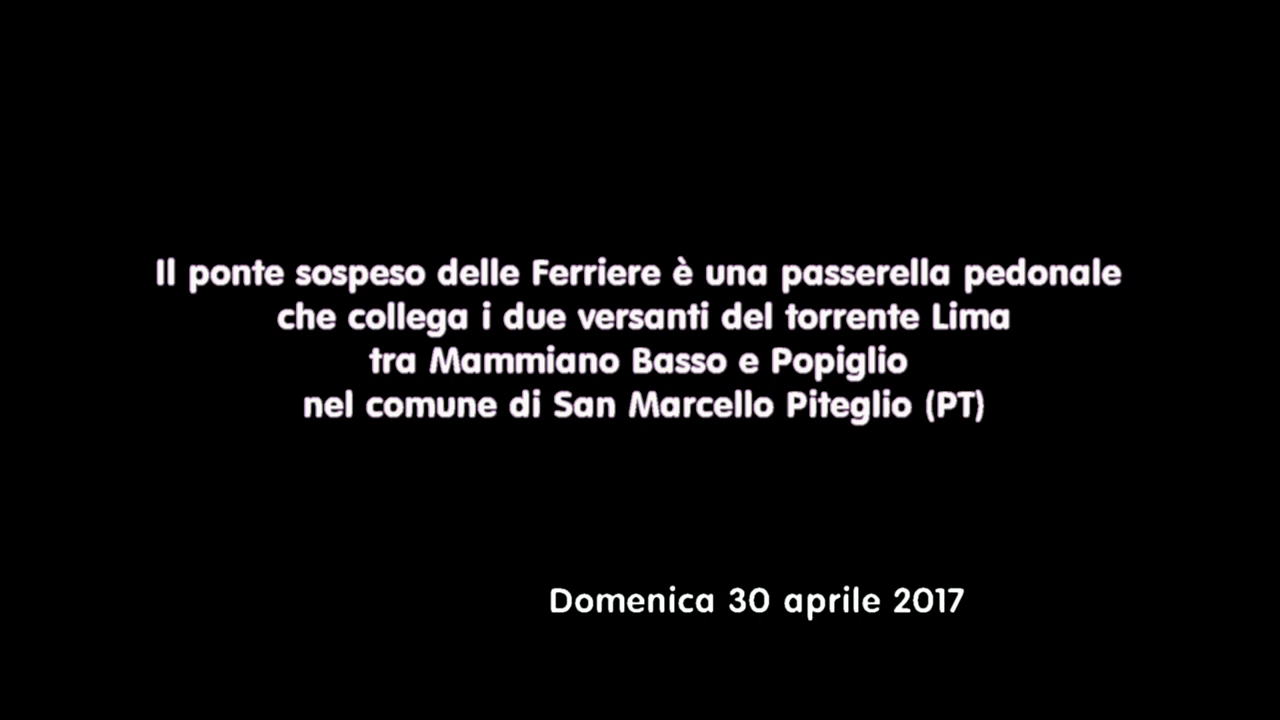 Il ponte sospeso delle Ferriere è una passerella pedonale
che collega i due versanti del torrente Lima
tra Mammiano Basso e Popiglio
nel comune di San Marcello Piteglio (PT)
Domenica 30 aprile 2017